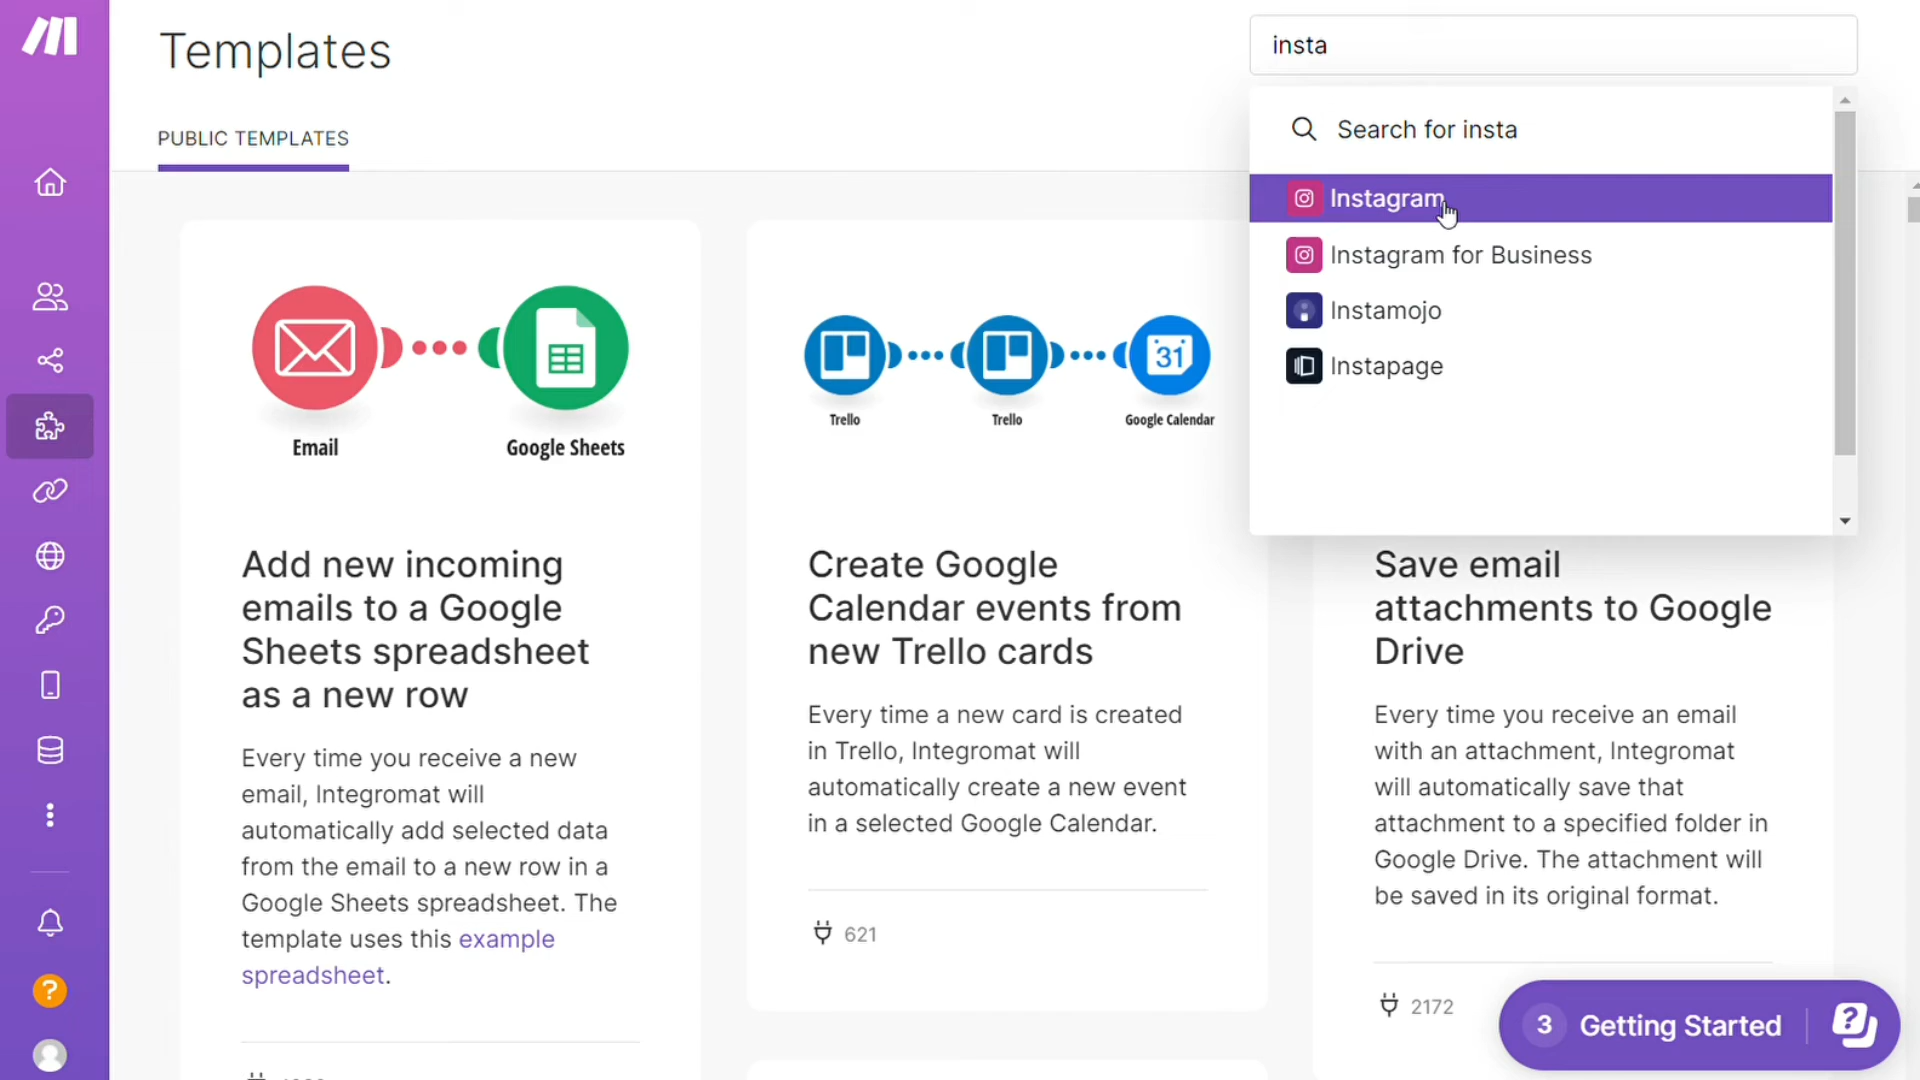 Templates
insta
PUBLIC TEMPLATES
Search for insta
Instagram
Instagram for Business
Instamojo
Instapage
Email
Google Sheets
Trello
Trello
31
Google Calendar
Add new incoming
emails to a Google
Sheets spreadsheet
as a new row
Every time you receive a new
email, Integromat will
automatically add selected data
from the email to a new row in a
Google Sheets spreadsheet. The
template uses this example
spreadsheet.
Create Google
Calendar events from
new Trello cards
Every time a new card is created
in Trello, Integromat will
automatically create a new event
in a selected Google Calendar.
621
Save email
attachments to Google
Drive
Every time you receive an email
with an attachment, Integromat
will automatically save that
attachment to a specified folder in
Google Drive. The attachment will
be saved in its original format.
2172
3 Getting Started ?
?